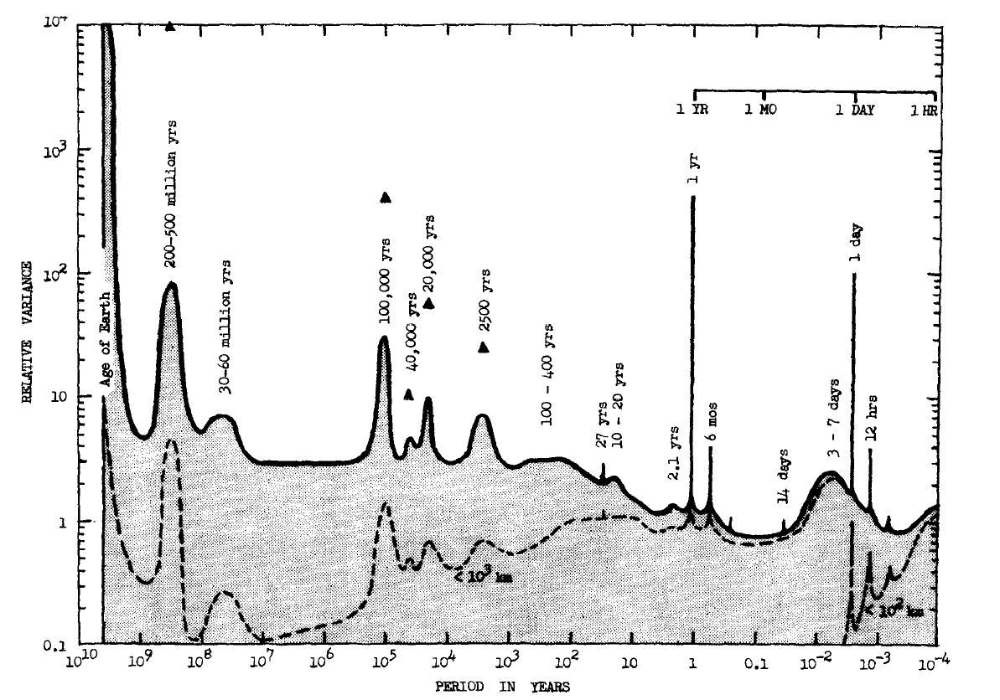 10⁴
10³
10²
10
1
0.1
RELATIVE VARIANCE
Age of Earth
200-500 million yrs
30-60 million yrs
100,000 yrs
40,000 yrs
20,000 yrs
2500 yrs
100 - 400 yrs
27 yrs
10 - 20 yrs
2.1 yrs
1 yr
6 mos
14 days
3 - 7 days
1 day
12 hrs
1 YR 1 MO 1 DAY 1 HR
< 10³ km
< 10² km
10¹⁰ 10⁹ 10⁸ 10⁷ 10⁶ 10⁵ 10⁴ 10³ 10² 10 1 0.1 10⁻² 10⁻³ 10⁻⁴
PERIOD IN YEARS